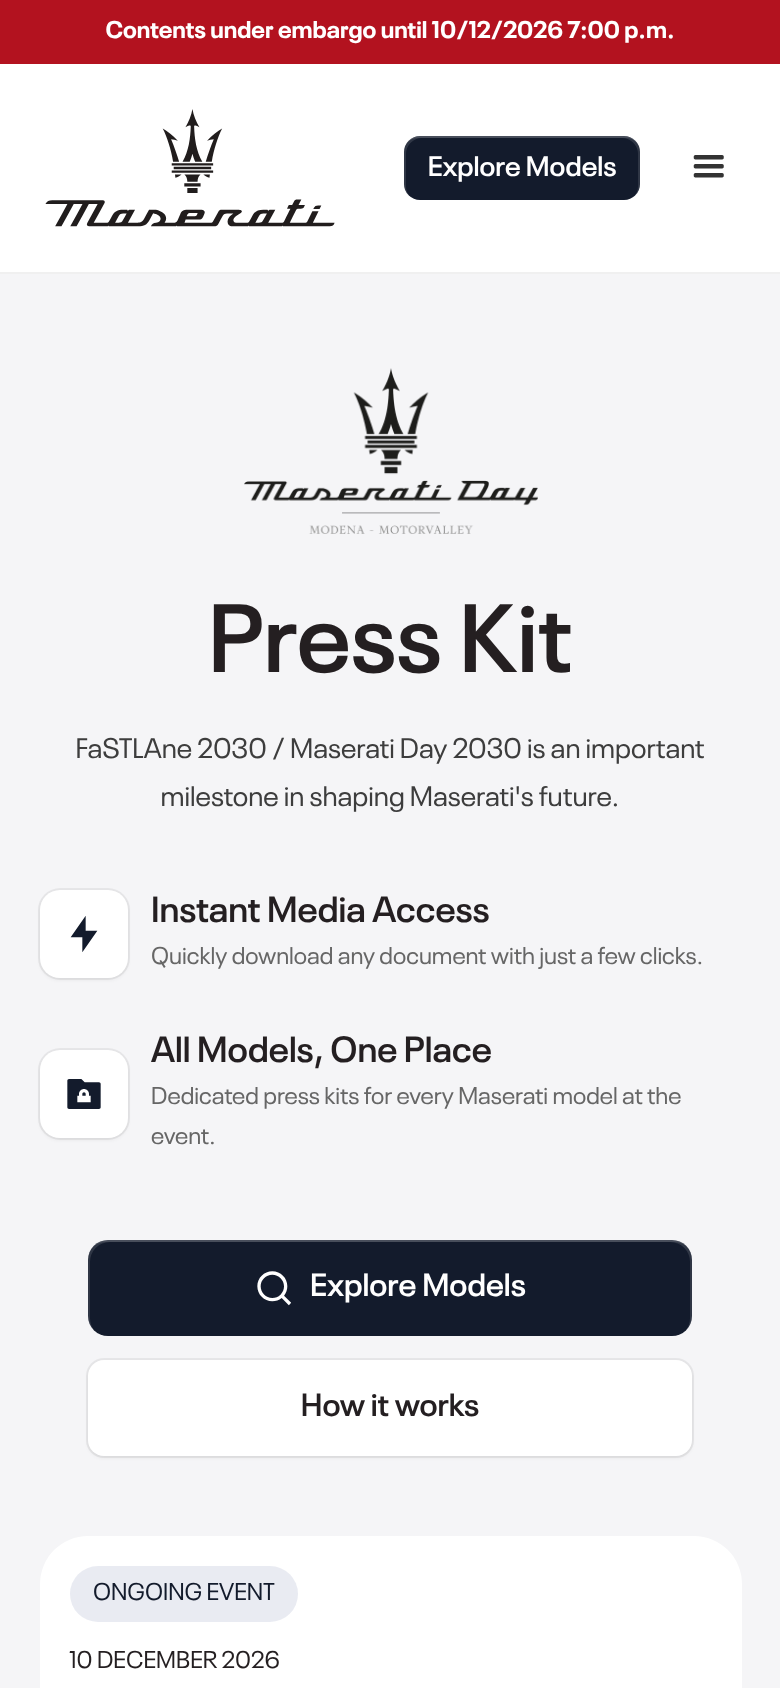 Contents under embargo until 10/12/2026 7:00 p.m.
Maserati
Explore Models
Maserati Day
MODENA - MOTORVALLEY
Press Kit
FaSTLAne 2030 / Maserati Day 2030 is an important
milestone in shaping Maserati's future.
Instant Media Access
Quickly download any document with just a few clicks.
All Models, One Place
Dedicated press kits for every Maserati model at the
event.
Explore Models
How it works
ONGOING EVENT
10 DECEMBER 2026